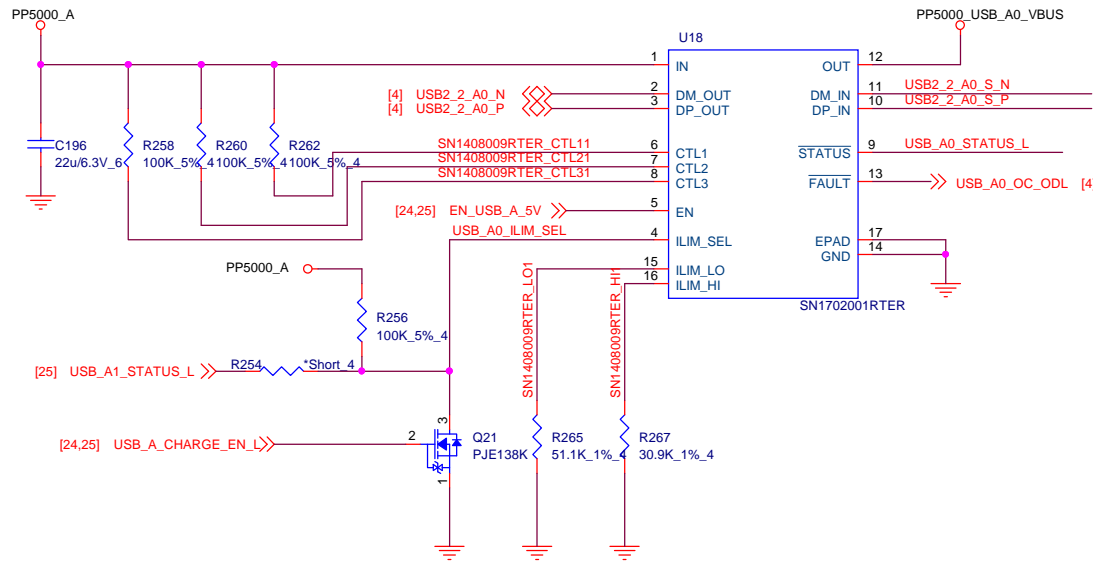 PP5000_A
PP5000_USB_A0_VBUS
U18
1 IN OUT 12
[4] USB2_2_A0_N 2 DM_OUT DM_IN 11 USB2_2_A0_S_N
[4] USB2_2_A0_P 3 DP_OUT DP_IN 10 USB2_2_A0_S_P
C196
22u/6.3V_6
R258
100K_5%_4
R260
100K_5%_4
R262
100K_5%_4
SN1408009RTER_CTL11 6 CTL1 STATUS 9 USB_A0_STATUS_L
SN1408009RTER_CTL21 7 CTL2
SN1408009RTER_CTL31 8 CTL3 FAULT 13 USB_A0_OC_ODL [4]
[24,25] EN_USB_A_5V 5 EN
USB_A0_ILIM_SEL 4 ILIM_SEL EPAD 17
GND 14
15 ILIM_LO
16 ILIM_HI
SN1702001RTER
PP5000_A
SN1408009RTER_LO1
SN1408009RTER_HI1
R256
100K_5%_4
[25] USB_A1_STATUS_L R254 *Short_4
[24,25] USB_A_CHARGE_EN_L 2 3 1
Q21
PJE138K
R265
51.1K_1%_4
R267
30.9K_1%_4